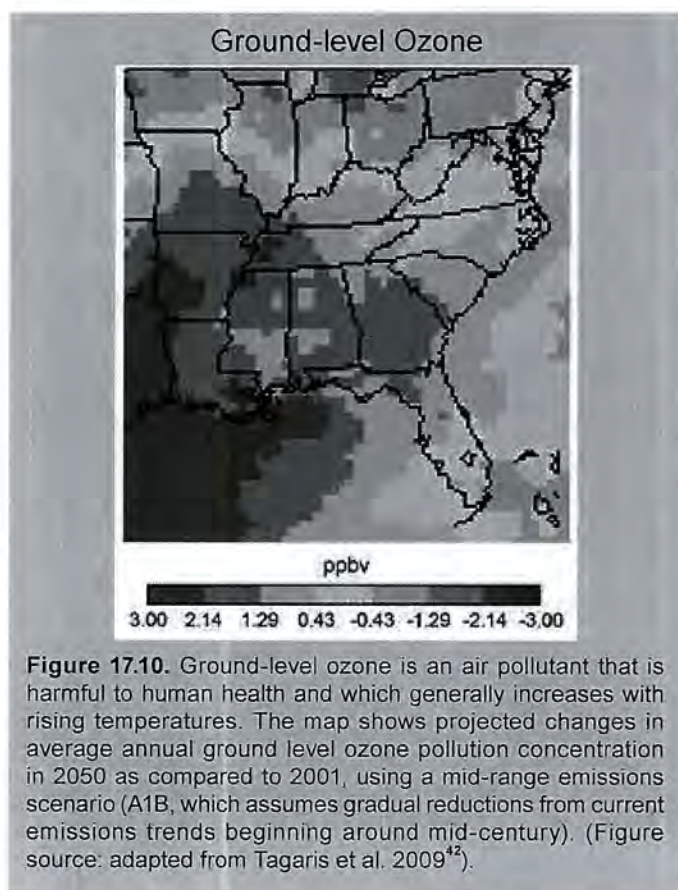 Ground-level Ozone
ppbv
3.00 2.14 1.29 0.43 -0.43 -1.29 -2.14 -3.00
Figure 17.10. Ground-level ozone is an air pollutant that is
harmful to human health and which generally increases with
rising temperatures. The map shows projected changes in
average annual ground level ozone pollution concentration
in 2050 as compared to 2001, using a mid-range emissions
scenario (A1B, which assumes gradual reductions from current
emissions trends beginning around mid-century). (Figure
source: adapted from Tagaris et al. 2009⁴²).